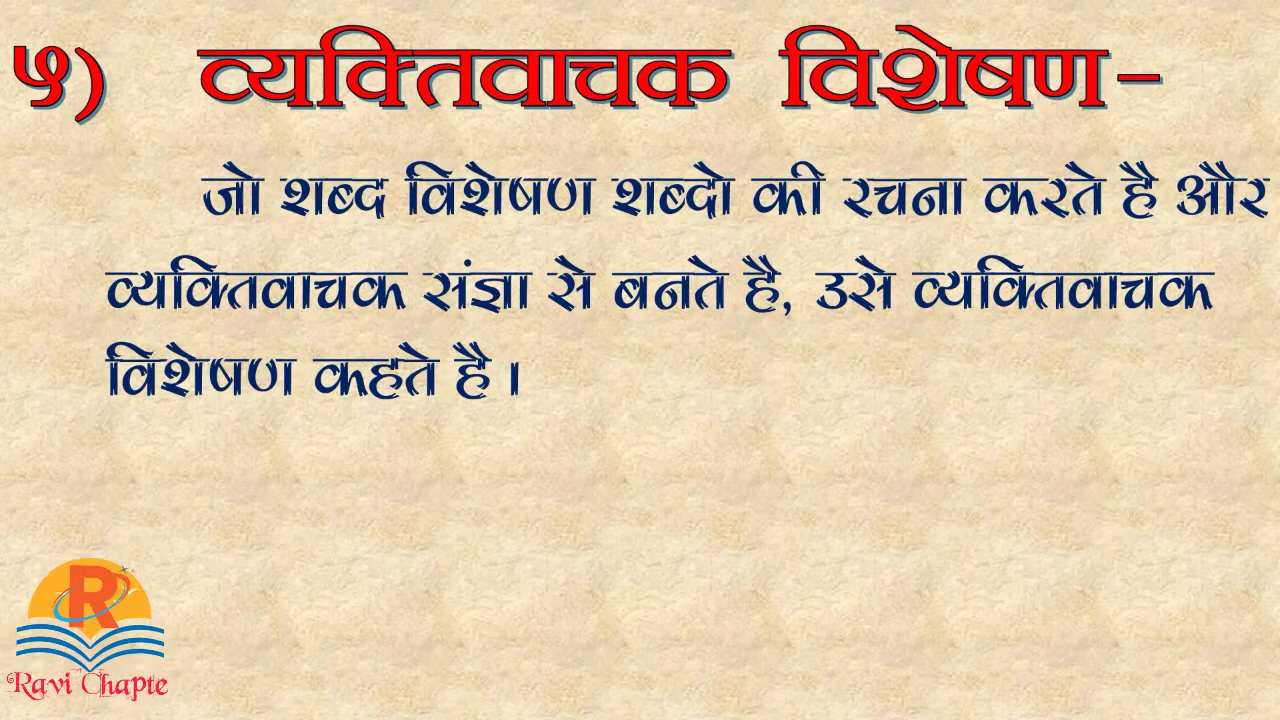 ५) व्यक्तिवाचक विशेषण-
जो शब्द विशेषण शब्दो की रचना करते है और
व्यक्तिवाचक संज्ञा से बनते है, उसे व्यक्तिवाचक
विशेषण कहते है।
R
Ravi Chapte